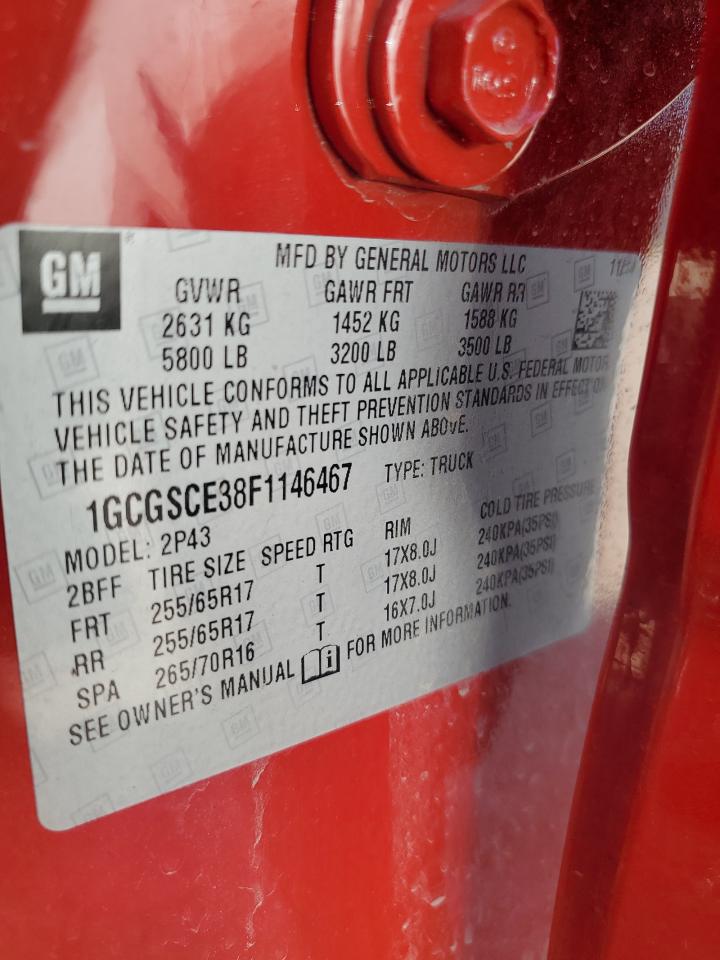 GM
MFD BY GENERAL MOTORS LLC
GVWR GAWR FRT GAWR RR
2631 KG 1452 KG 1588 KG
5800 LB 3200 LB 3500 LB
THIS VEHICLE CONFORMS TO ALL APPLICABLE U.S. FEDERAL MOTOR
VEHICLE SAFETY AND THEFT PREVENTION STANDARDS IN EFFECT ON
THE DATE OF MANUFACTURE SHOWN ABOVE.
1GCGSCE38F1146467 TYPE: TRUCK
MODEL: 2P43
2BFF TIRE SIZE SPEED RTG RIM COLD TIRE PRESSURE
FRT 255/65R17 T 17X8.0J 240KPA(35PSI)
RR 255/65R17 T 17X8.0J 240KPA(35PSI)
SPA 265/70R16 T 16X7.0J 240KPA(35PSI)
SEE OWNER'S MANUAL FOR MORE INFORMATION.